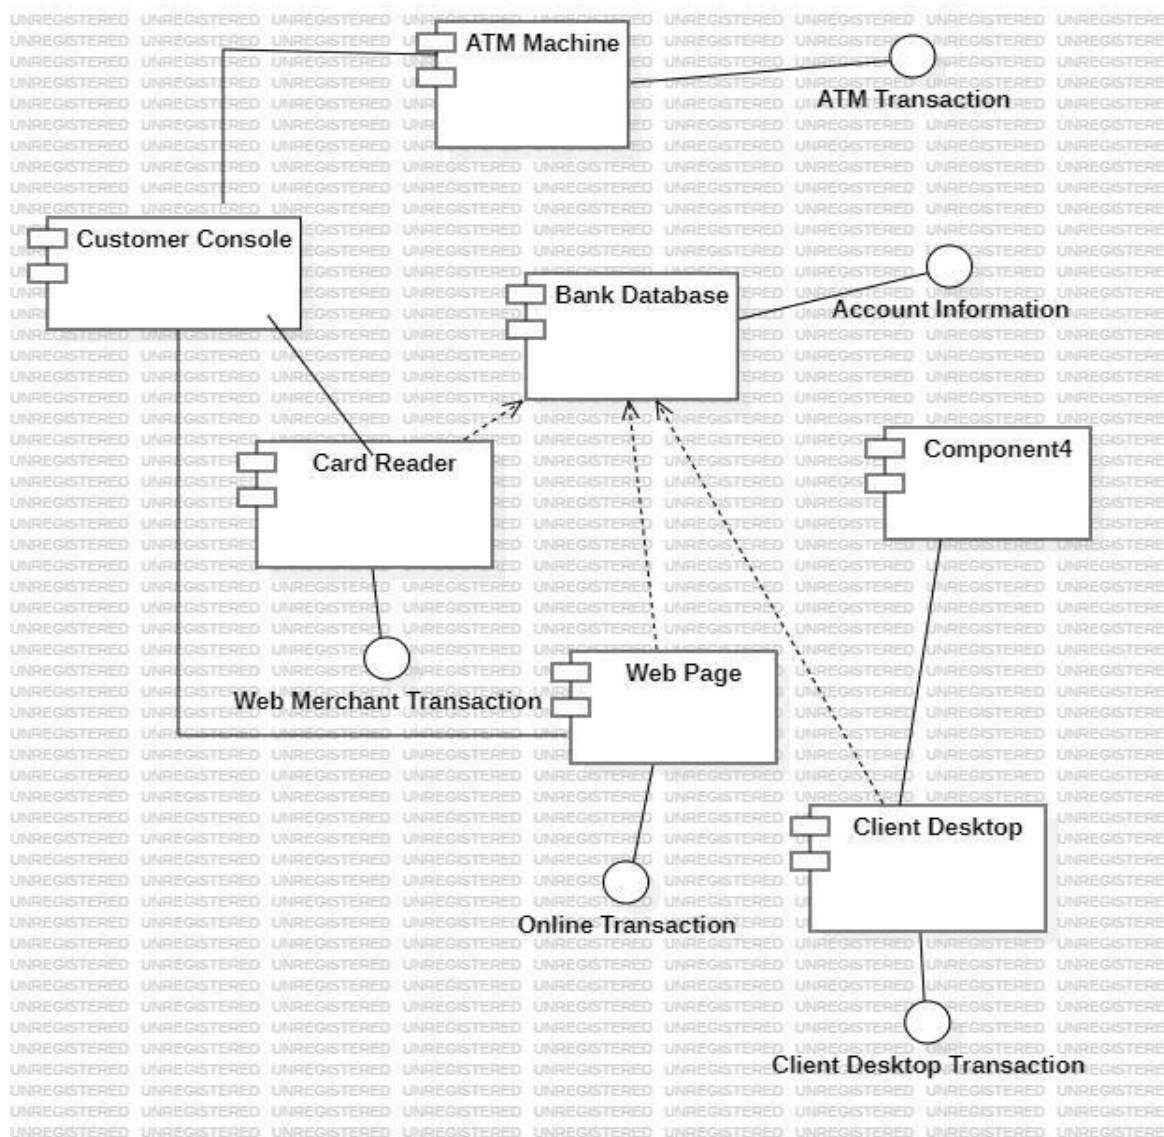 ATM Machine
ATM Transaction
Customer Console
Bank Database
Account Information
Component4
Card Reader
Web Page
Web Merchant Transaction
Client Desktop
Online Transaction
Client Desktop Transaction
UNREGISTERED